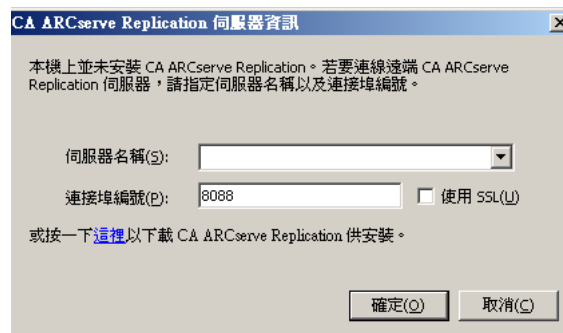 CA ARCserve Replication 伺服器資訊
本機上並未安裝 CA ARCserve Replication。若要連線遠端 CA ARCserve
Replication 伺服器，請指定伺服器名稱以及連接埠編號。
伺服器名稱(S):
連接埠編號(P): 8088 使用 SSL(U)
或按一下這裡以下載 CA ARCserve Replication 供安裝。
確定(O) 取消(C)